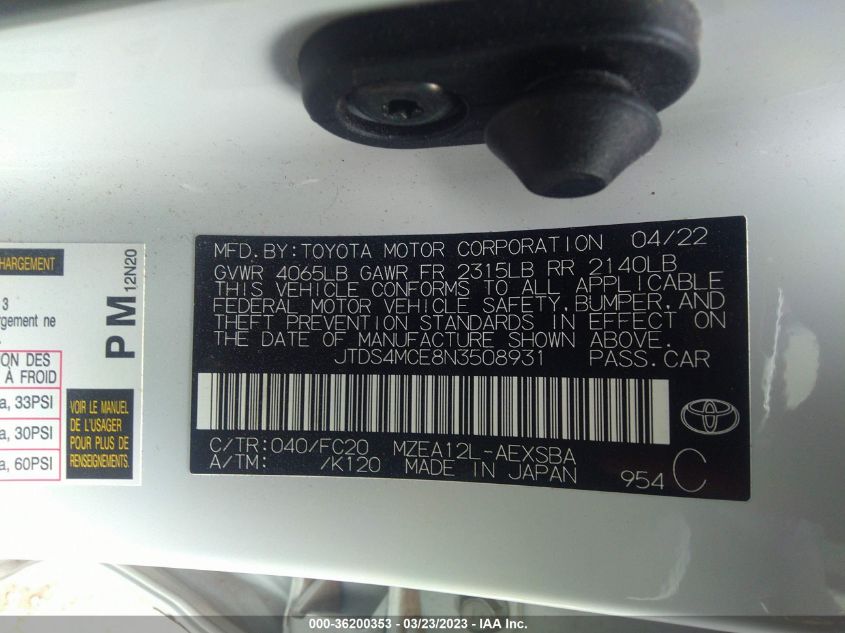 HARGEMENT
3
rgement ne
ION DES
À FROID
a, 33PSI
a, 30PSI
a, 60PSI
VOIR LE MANUEL
DE L'USAGER
POUR PLUS DE
RENSEIGNEMENTS.
PM
12N20
MFD.BY:TOYOTA MOTOR CORPORATION 04/22
GVWR 4065LB GAWR FR 2315LB RR 2140LB
THIS VEHICLE CONFORMS TO ALL APPLICABLE
FEDERAL MOTOR VEHICLE SAFETY,BUMPER,AND
THEFT PREVENTION STANDARDS IN EFFECT ON
THE DATE OF MANUFACTURE SHOWN ABOVE.
JTDS4MCE8N3508931 PASS.CAR
C/TR:040/FC20 MZEA12L-AEXSBA
A/TM: /K120 MADE IN JAPAN
954 C
000-36200353 — 03/23/2023 — IAA Inc.